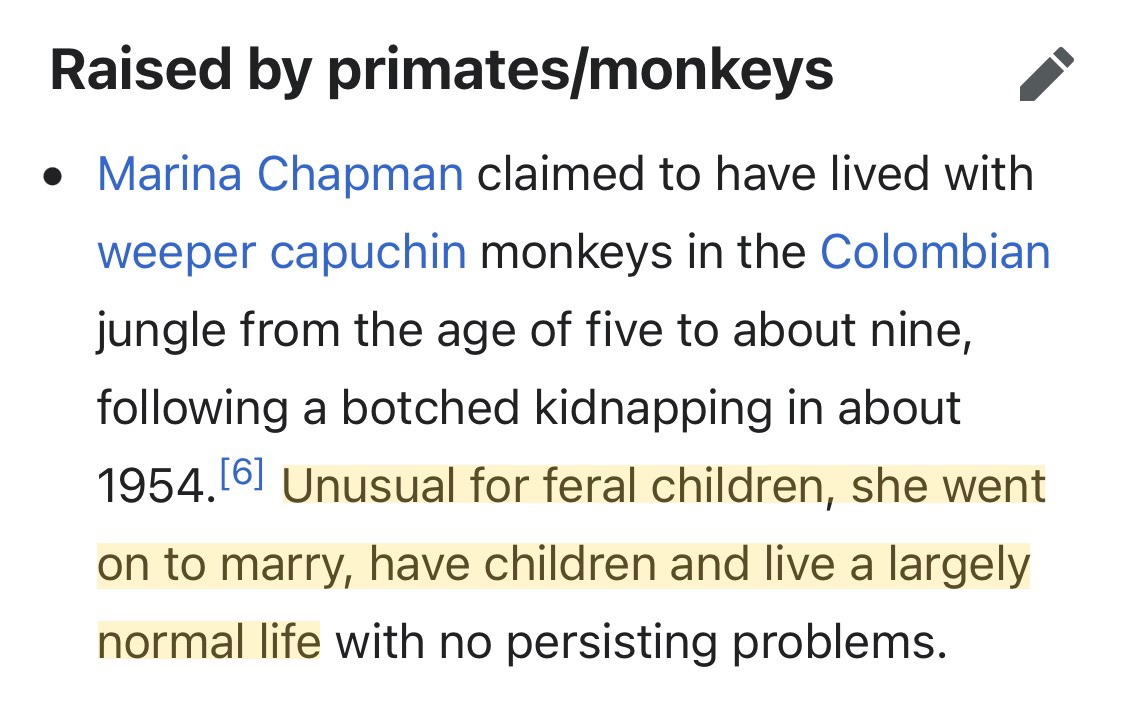 Raised by primates/monkeys
• Marina Chapman claimed to have lived with
weeper capuchin monkeys in the Colombian
jungle from the age of five to about nine,
following a botched kidnapping in about
1954.[6] Unusual for feral children, she went
on to marry, have children and live a largely
normal life with no persisting problems.